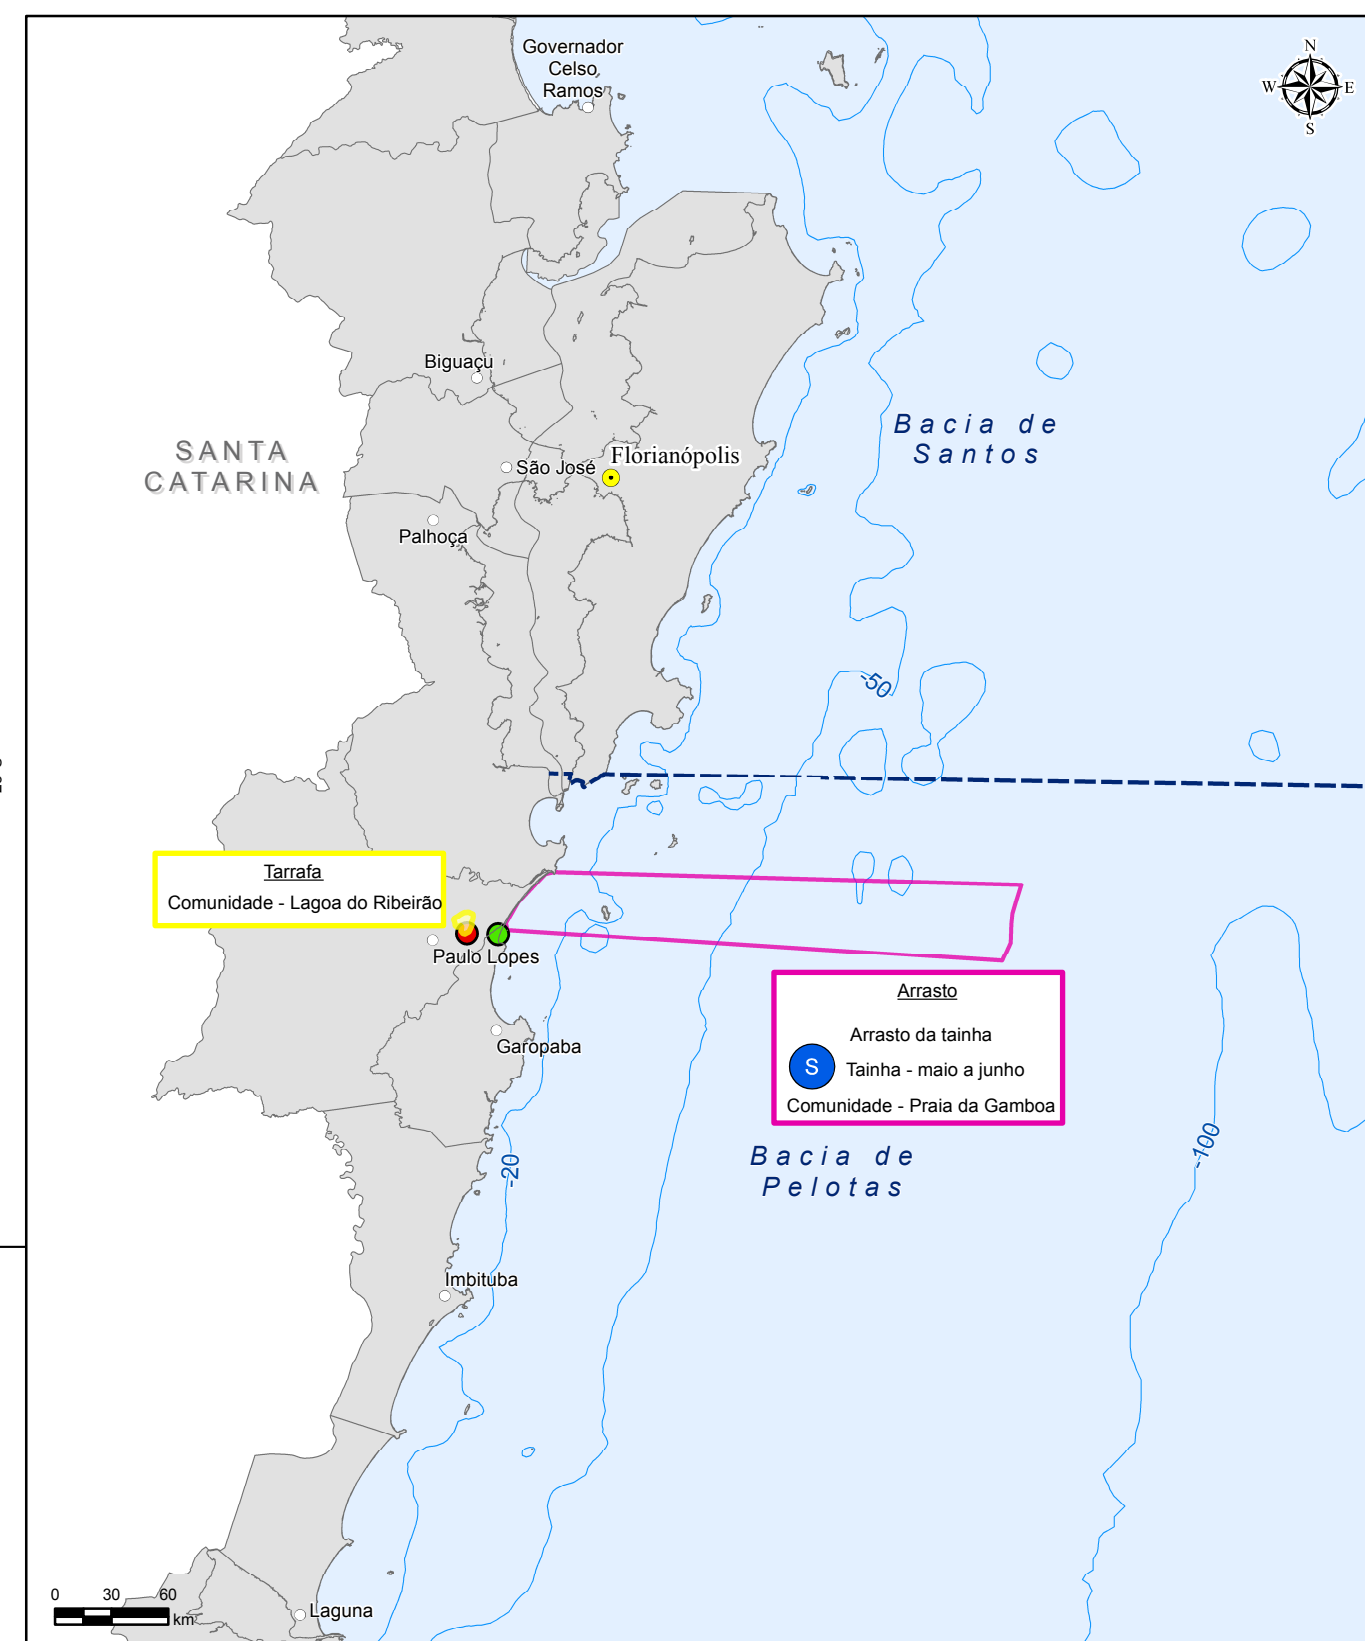 Governador
Celso
Ramos
N
W
E
S
Biguaçu
Bacia de
Santos
SANTA
CATARINA
Florianópolis
São José
Palhoça
-50
Tarrafa
Comunidade - Lagoa do Ribeirão
Paulo Lopes
Arrasto
Arrasto da tainha
S
Tainha - maio a junho
Comunidade - Praia da Gamboa
Garopaba
Bacia de
Pelotas
-20
-100
Imbituba
0 30 60
km
Laguna